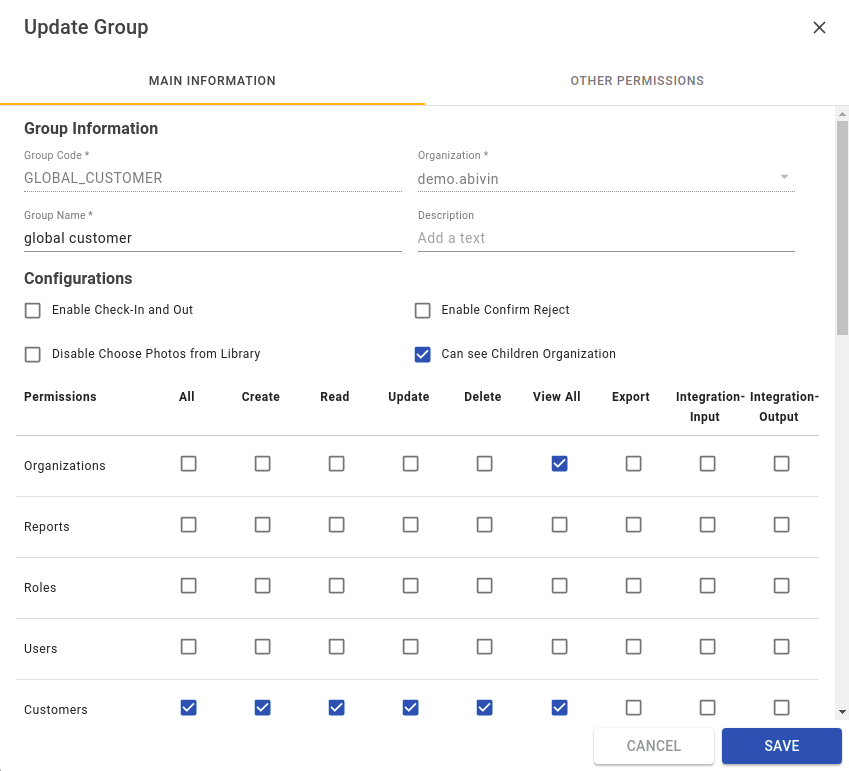 Update Group
MAIN INFORMATION OTHER PERMISSIONS
Group Information
Group Code * Organization *
GLOBAL_CUSTOMER demo.abivin
Group Name * Description
global customer Add a text
Configurations
Enable Check-In and Out Enable Confirm Reject
Disable Choose Photos from Library Can see Children Organization
Permissions All Create Read Update Delete View All Export Integration- Integration-
Input Output
Organizations
Reports
Roles
Users
Customers
CANCEL SAVE